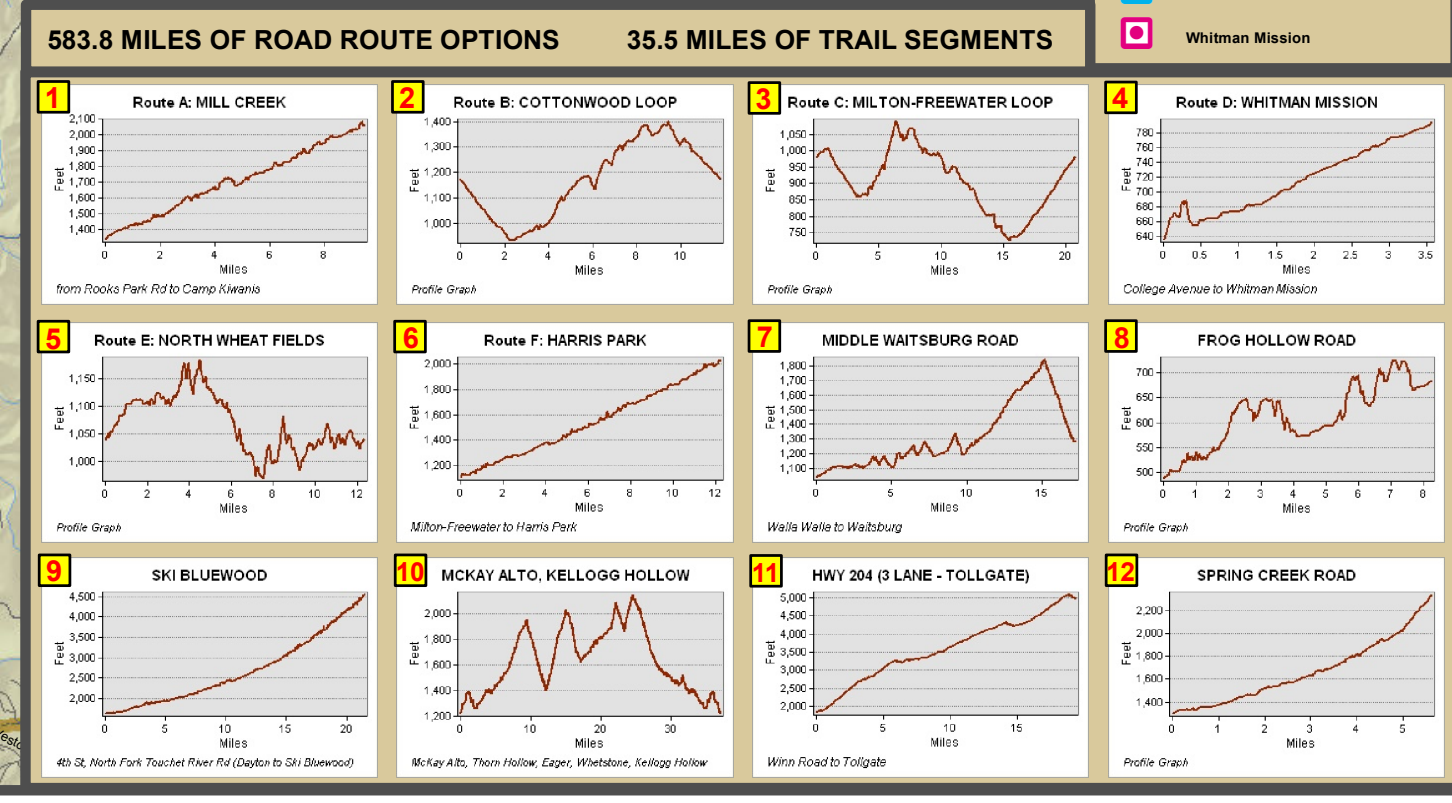 583.8 MILES OF ROAD ROUTE OPTIONS 35.5 MILES OF TRAIL SEGMENTS
Whitman Mission
1
Route A: MILL CREEK
2,100
2,000
1,900
1,800
1,700
1,600
1,500
1,400
Feet
0 2 4 6 8
Miles
from Rooks Park Rd to Camp Kiwanis
2
Route B: COTTONWOOD LOOP
1,400
1,300
1,200
1,100
1,000
Feet
0 2 4 6 8 10
Miles
Profile Graph
3
Route C: MILTON-FREEWATER LOOP
1,050
1,000
950
900
850
800
750
Feet
0 5 10 15 20
Miles
Profile Graph
4
Route D: WHITMAN MISSION
780
760
740
720
700
680
660
640
Feet
0 0.5 1 1.5 2 2.5 3 3.5
Miles
College Avenue to Whitman Mission
5
Route E: NORTH WHEAT FIELDS
1,150
1,100
1,050
1,000
Feet
0 2 4 6 8 10 12
Miles
Profile Graph
6
Route F: HARRIS PARK
2,000
1,800
1,600
1,400
1,200
Feet
0 2 4 6 8 10 12
Miles
Milton-Freewater to Harris Park
7
MIDDLE WAITSBURG ROAD
1,800
1,700
1,600
1,500
1,400
1,300
1,200
1,100
Feet
0 5 10 15
Miles
Walla Walla to Waitsburg
8
FROG HOLLOW ROAD
700
650
600
550
500
Feet
0 1 2 3 4 5 6 7 8
Miles
Profile Graph
9
SKI BLUEWOOD
4,500
4,000
3,500
3,000
2,500
2,000
Feet
0 5 10 15 20
Miles
4th St, North Fork Touchet River Rd (Dayton to Ski Bluewood)
10
MCKAY ALTO, KELLOGG HOLLOW
2,000
1,800
1,600
1,400
1,200
Feet
0 10 20 30
Miles
McKay Alto, Thorn Hollow, Eager, Whetstone, Kellogg Hollow
11
HWY 204 (3 LANE - TOLLGATE)
5,000
4,500
4,000
3,500
3,000
2,500
2,000
Feet
0 5 10 15
Miles
Winn Road to Tollgate
12
SPRING CREEK ROAD
2,200
2,000
1,800
1,600
1,400
Feet
0 1 2 3 4 5
Miles
Profile Graph